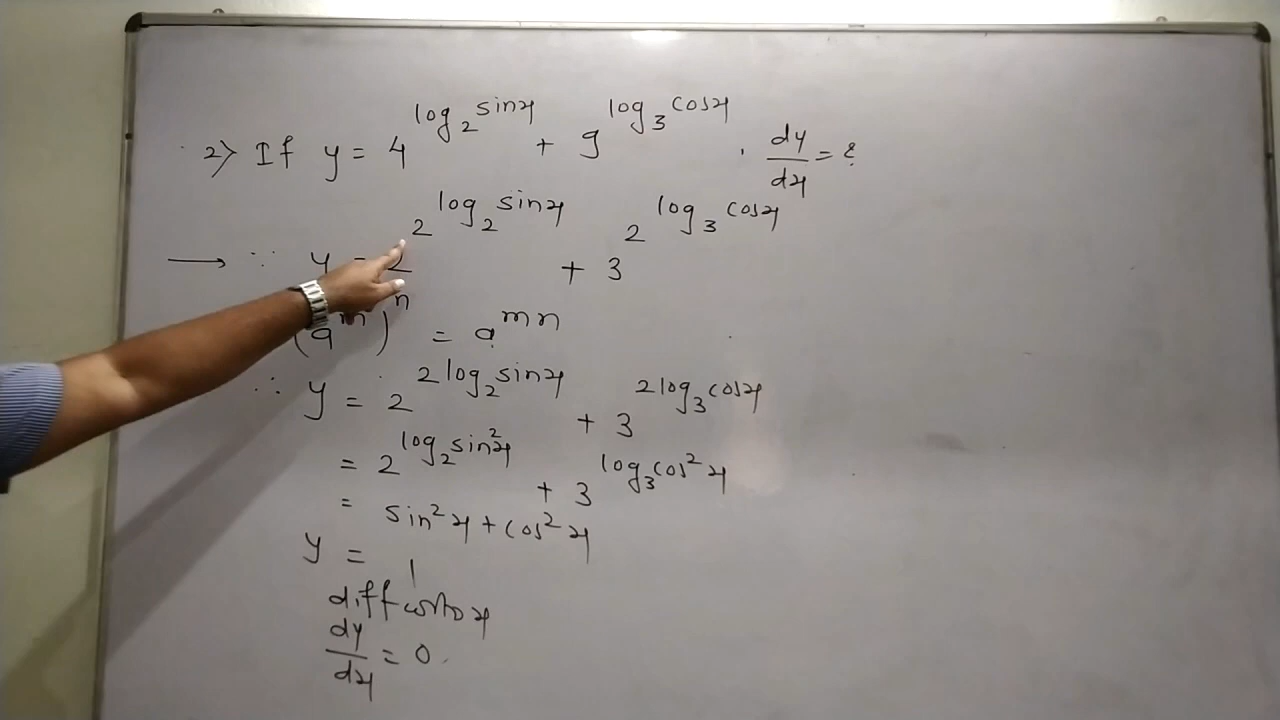 2) If y = 4^{log_2 sin x} + 9^{log_3 cos x} . dy/dx = ?
→ ∵ y = 2^{2^{log_2 sin x}} + 3^{2^{log_3 cos x}}
(a^m)^n = a^{mn}
∴ y = 2^{2 log_2 sin x} + 3^{2 log_3 cos x}
= 2^{log_2 sin^2 x} + 3^{log_3 cos^2 x}
= sin^2 x + cos^2 x
y = 1
diff w.r.to x
dy/dx = 0.